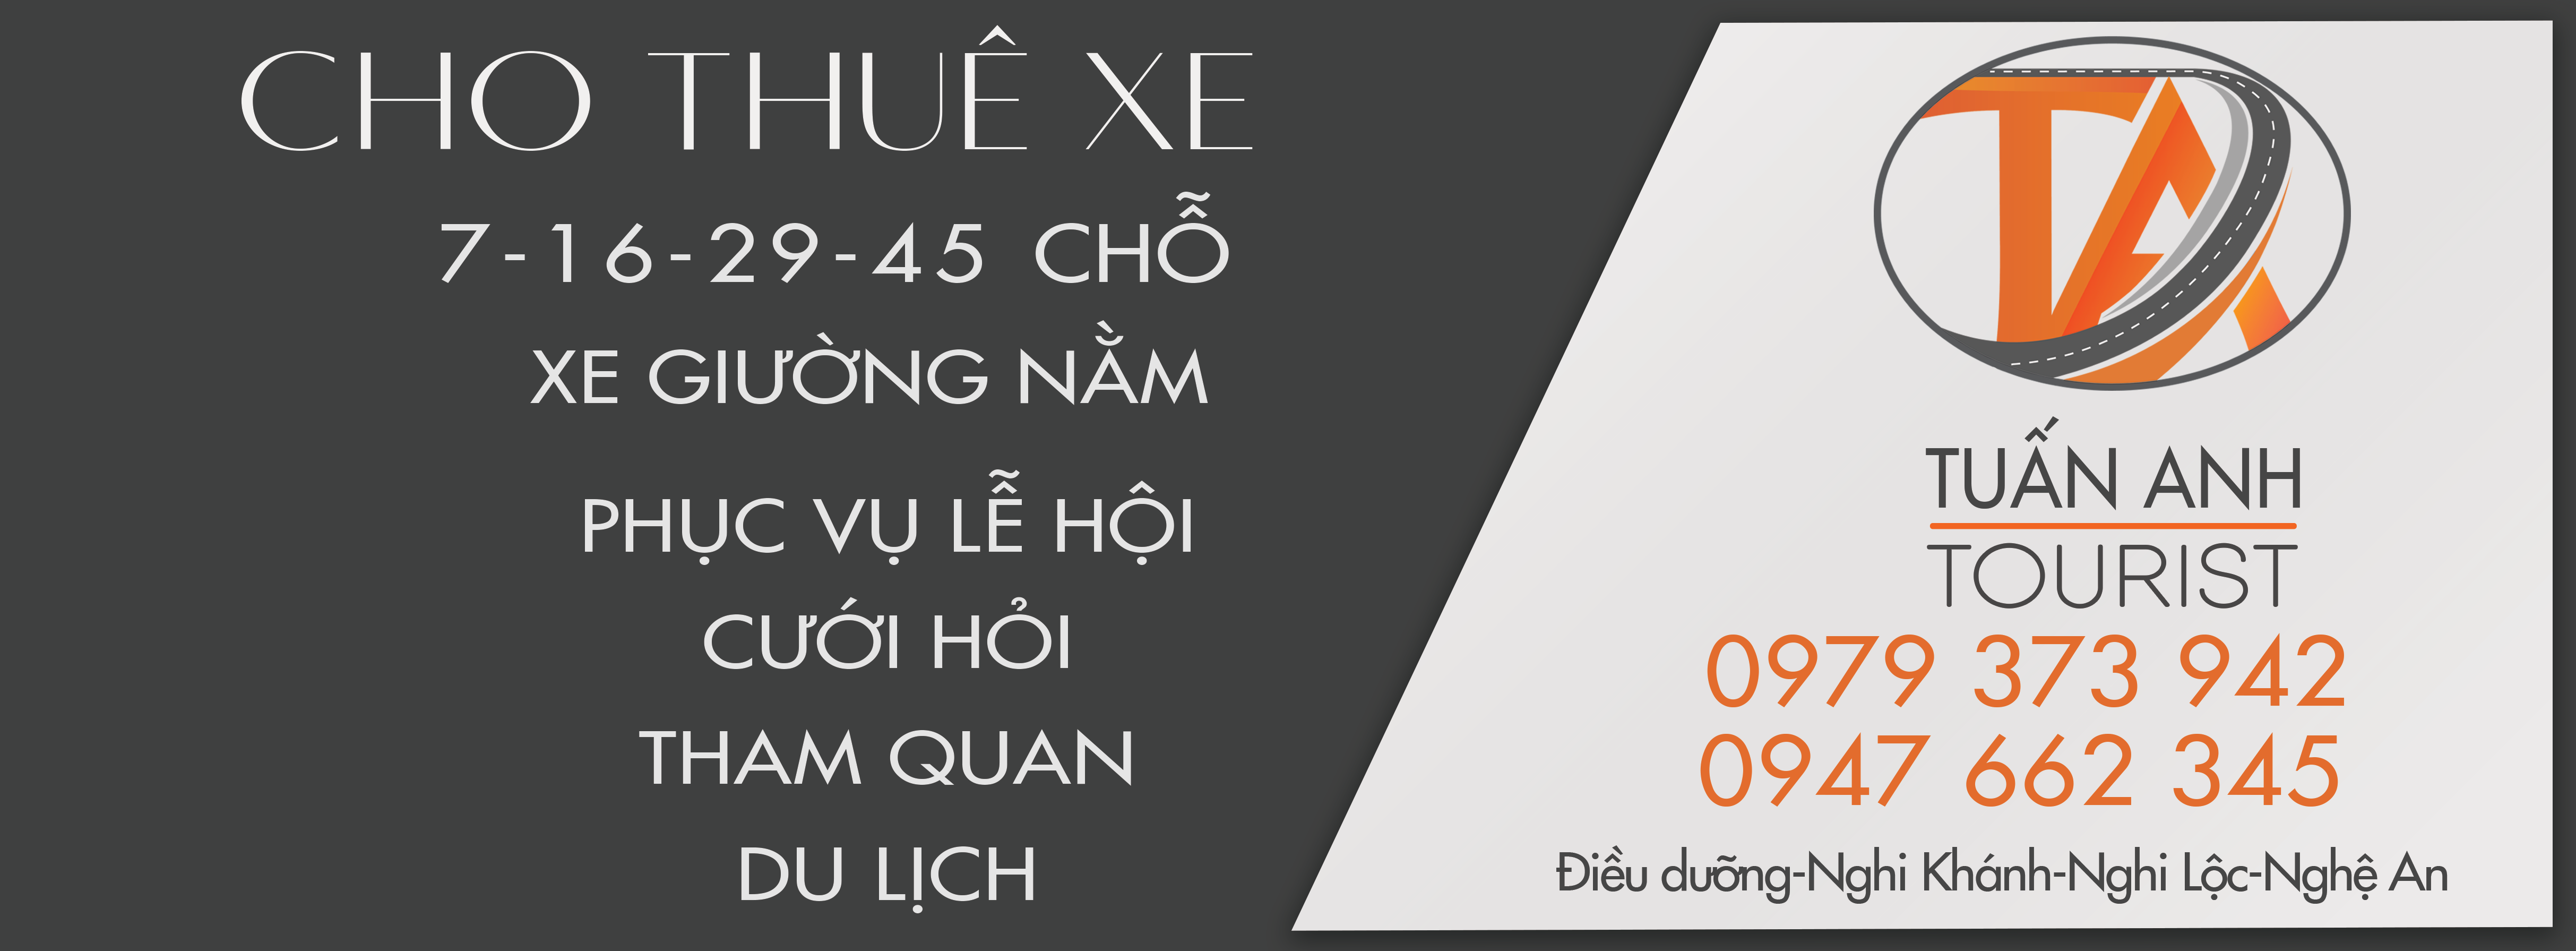 CHO THUÊ XE
7-16-29-45 CHỖ
XE GIƯỜNG NẰM
PHỤC VỤ LỄ HỘI
CƯỚI HỎI
THAM QUAN
DU LỊCH
TA
TUẤN ANH
TOURIST
0979 373 942
0947 662 345
Điều dưỡng-Nghi Khánh-Nghi Lộc-Nghệ An